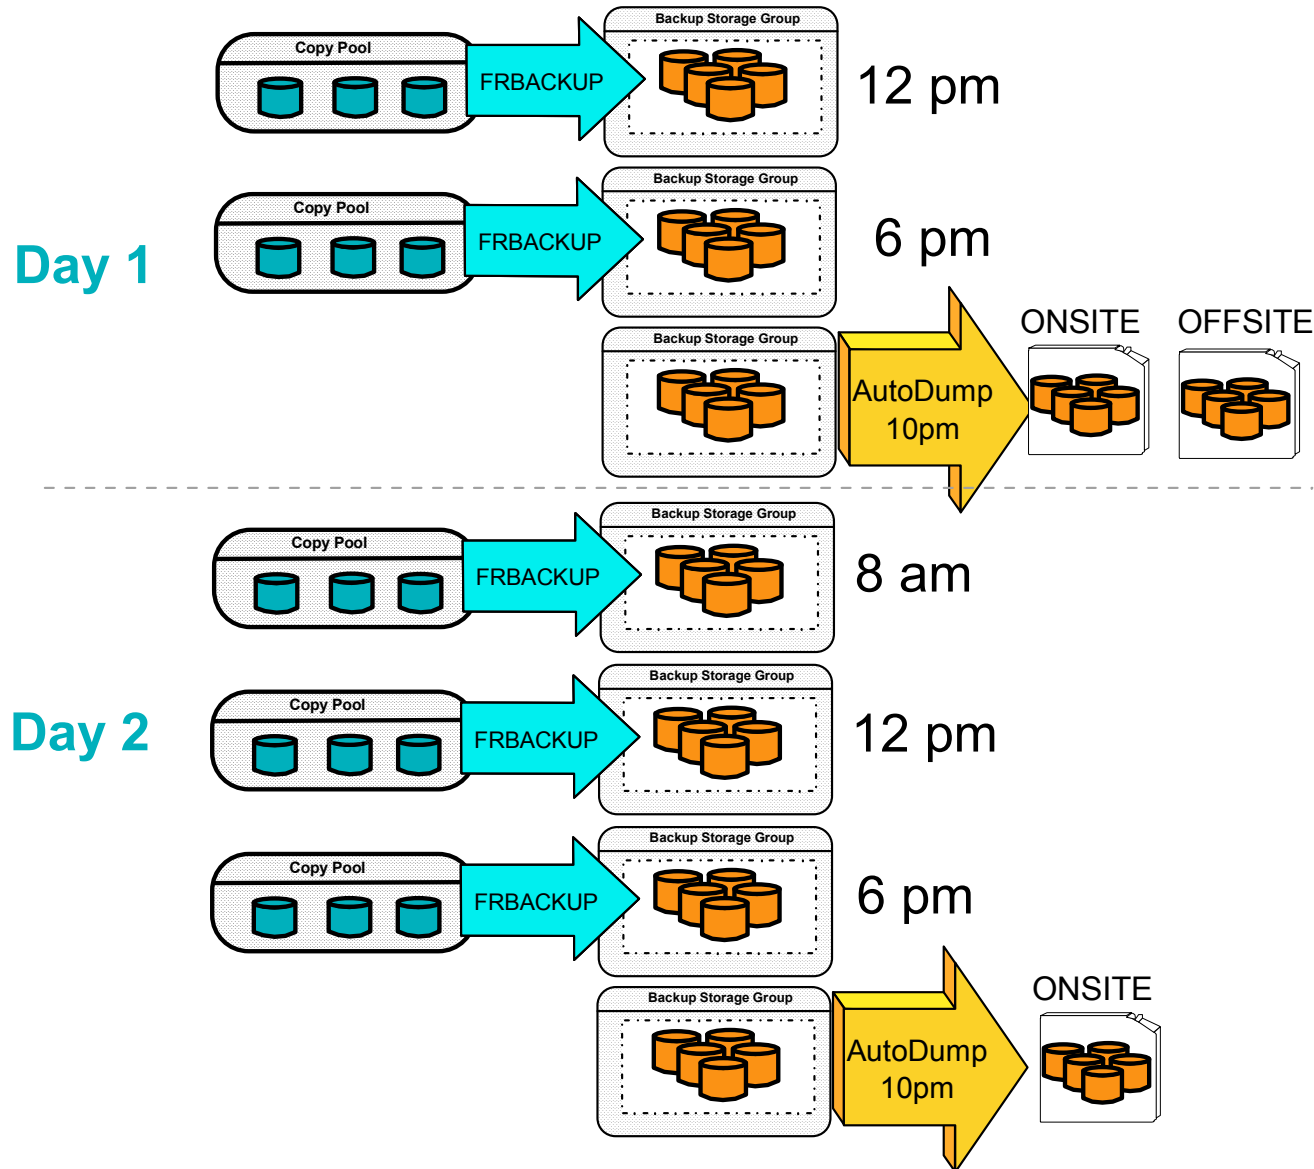 Backup Storage Group
Copy Pool
FRBACKUP
12 pm
Backup Storage Group
Copy Pool
FRBACKUP
6 pm
Day 1
ONSITE
OFFSITE
Backup Storage Group
AutoDump
10pm
Backup Storage Group
Copy Pool
FRBACKUP
8 am
Backup Storage Group
Copy Pool
FRBACKUP
12 pm
Day 2
Backup Storage Group
Copy Pool
FRBACKUP
6 pm
ONSITE
Backup Storage Group
AutoDump
10pm